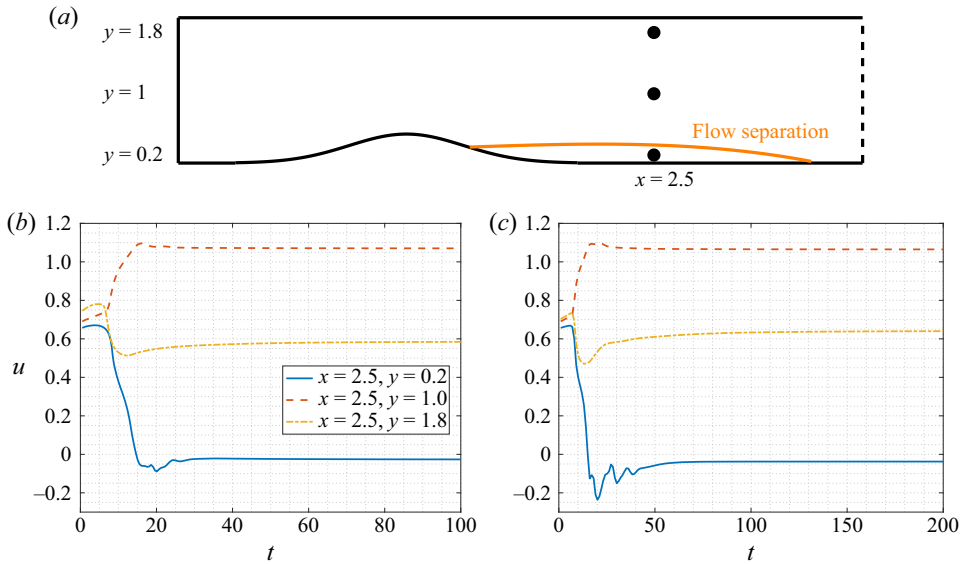 (a)
y = 1.8
y = 1
y = 0.2
Flow separation
x = 2.5
(b)
1.2
1.0
0.8
0.6
u
0.4
0.2
0
–0.2
x = 2.5, y = 0.2
x = 2.5, y = 1.0
x = 2.5, y = 1.8
0
20
40
60
80
100
t
(c)
1.2
1.0
0.8
0.6
0.4
0.2
0
–0.2
0
50
100
150
200
t